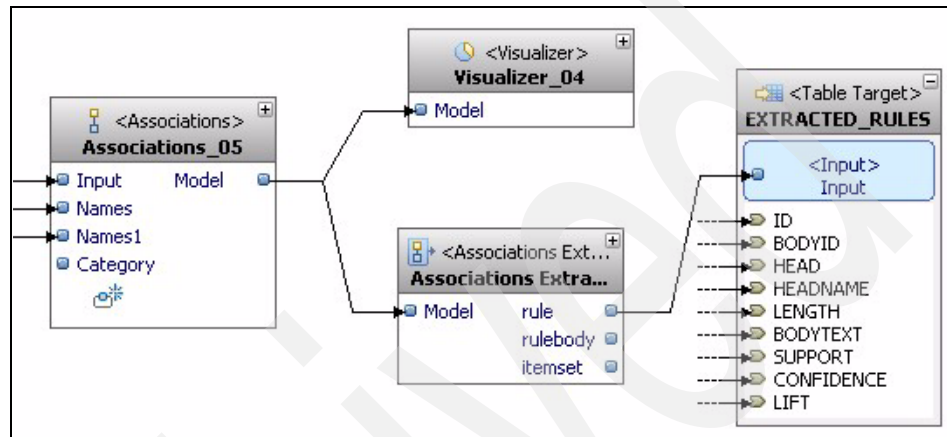 <Visualizer>
Visualizer_04
Model
<Associations>
Associations_05
Input Model
Names
Names1
Category
<Associations Ext...
Associations Extra...
Model rule
rulebody
itemset
<Table Target>
EXTRACTED_RULES
<Input>
Input
ID
BODYID
HEAD
HEADNAME
LENGTH
BODYTEXT
SUPPORT
CONFIDENCE
LIFT